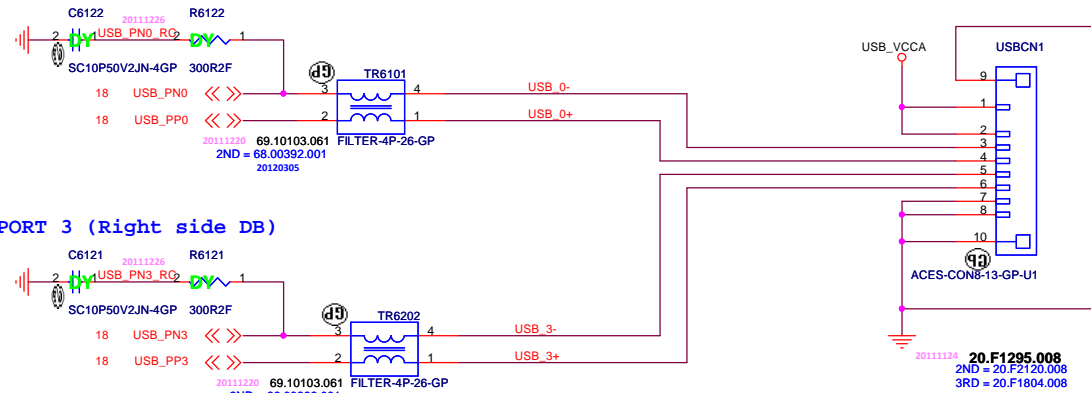 C6122
R6122
20111226
2
USB_PN0_RC
1
2
1
DY
DY
SC10P50V2JN-4GP
300R2F
GP
TR6101
18
USB_PN0
3
4
USB_0-
18
USB_PP0
2
1
USB_0+
20111220
69.10103.061
FILTER-4P-26-GP
2ND = 68.00392.001
20120305
USB_VCCA
USBCN1
9
1
2
3
4
5
6
7
8
10
GP
ACES-CON8-13-GP-U1
20111124
20.F1295.008
2ND = 20.F2120.008
3RD = 20.F1804.008
PORT 3 (Right side DB)
C6121
R6121
20111226
2
USB_PN3_RC
1
2
1
DY
DY
SC10P50V2JN-4GP
300R2F
GP
TR6202
18
USB_PN3
3
4
USB_3-
18
USB_PP3
2
1
USB_3+
20111220
69.10103.061
FILTER-4P-26-GP